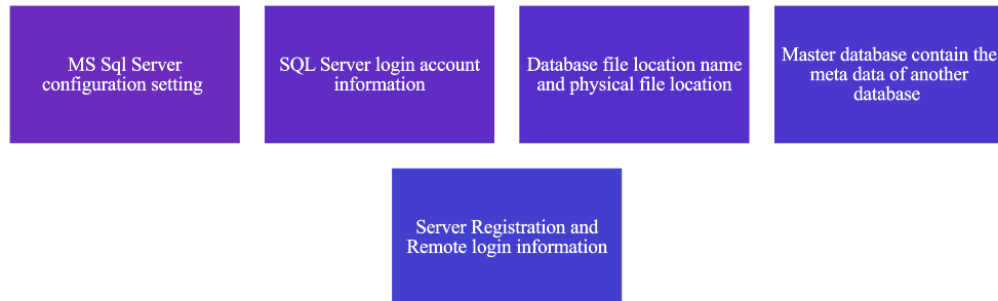 MS Sql Server
configuration setting
SQL Server login account
information
Database file location name
and physical file location
Master database contain the
meta data of another
database
Server Registration and
Remote login information